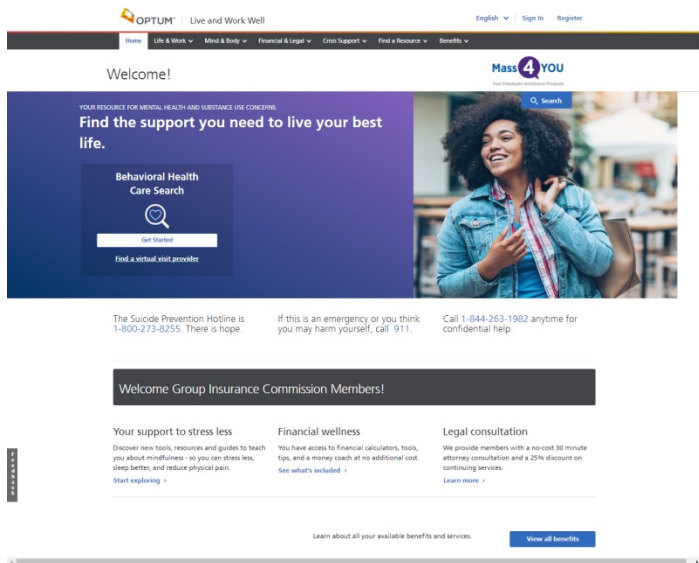 OPTUM® Live and Work Well
English Sign In Register
Home Life & Work Mind & Body Financial & Legal Crisis Support Find a Resource Benefits
Welcome!
Mass 4 YOU
Your Employee Assistance Program
Search
YOUR RESOURCE FOR MENTAL HEALTH AND SUBSTANCE USE CONCERNS.
Find the support you need to live your best
life.
Behavioral Health
Care Search
Get Started
Find a virtual visit provider
The Suicide Prevention Hotline is
1-800-273-8255. There is hope.
If this is an emergency or you think
you may harm yourself, call 911.
Call 1-844-263-1982 anytime for
confidential help.
Welcome Group Insurance Commission Members!
Your support to stress less
Discover new tools, resources and guides to teach
you about mindfulness - so you can stress less,
sleep better, and reduce physical pain.
Start exploring ›
Financial wellness
You have access to financial calculators, tools,
tips, and a money coach at no additional cost.
See what's included ›
Legal consultation
We provide members with a no-cost 30 minute
attorney consultation and a 25% discount on
continuing services.
Learn more ›
Feedback
Learn about all your available benefits and services.
View all benefits